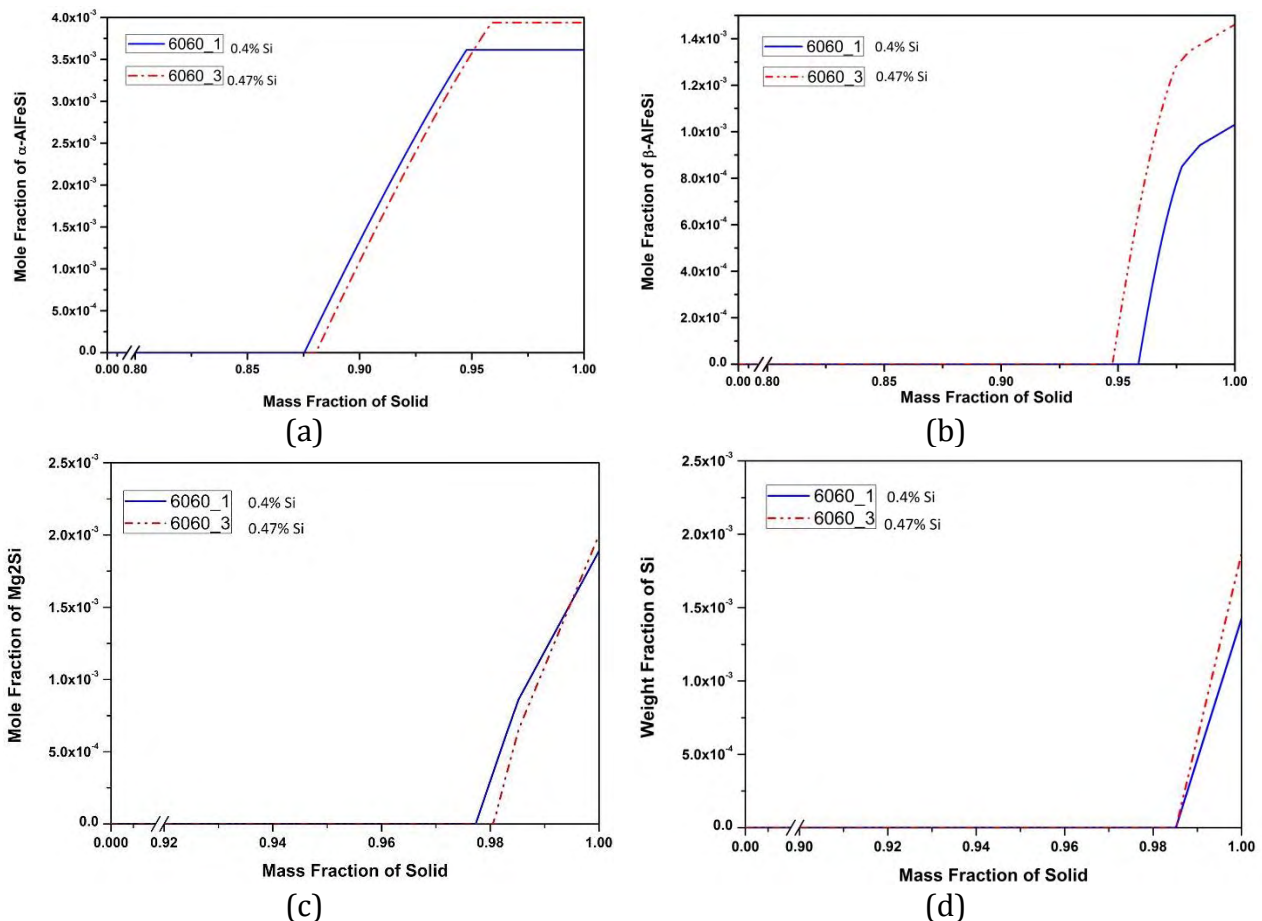 4.0x10⁻³
3.5x10⁻³
3.0x10⁻³
2.5x10⁻³
2.0x10⁻³
1.5x10⁻³
1.0x10⁻³
5.0x10⁻⁴
0.0
Mole Fraction of α-AlFeSi
6060_1 0.4% Si
6060_3 0.47% Si
0.00 0.80 0.85 0.90 0.95 1.00
Mass Fraction of Solid
(a)
1.4x10⁻³
1.2x10⁻³
1.0x10⁻³
8.0x10⁻⁴
6.0x10⁻⁴
4.0x10⁻⁴
2.0x10⁻⁴
0.0
Mole Fraction of β-AlFeSi
6060_1 0.4% Si
6060_3 0.47% Si
0.00 0.80 0.85 0.90 0.95 1.00
Mass Fraction of Solid
(b)
2.5x10⁻³
2.0x10⁻³
1.5x10⁻³
1.0x10⁻³
5.0x10⁻⁴
0.0
Mole Fraction of Mg2Si
6060_1 0.4% Si
6060_3 0.47% Si
0.000 0.92 0.94 0.96 0.98 1.00
Mass Fraction of Solid
(c)
2.5x10⁻³
2.0x10⁻³
1.5x10⁻³
1.0x10⁻³
5.0x10⁻⁴
0.0
Weight Fraction of Si
6060_1 0.4% Si
6060_3 0.47% Si
0.00 0.90 0.92 0.94 0.96 0.98 1.00
Mass Fraction of Solid
(d)